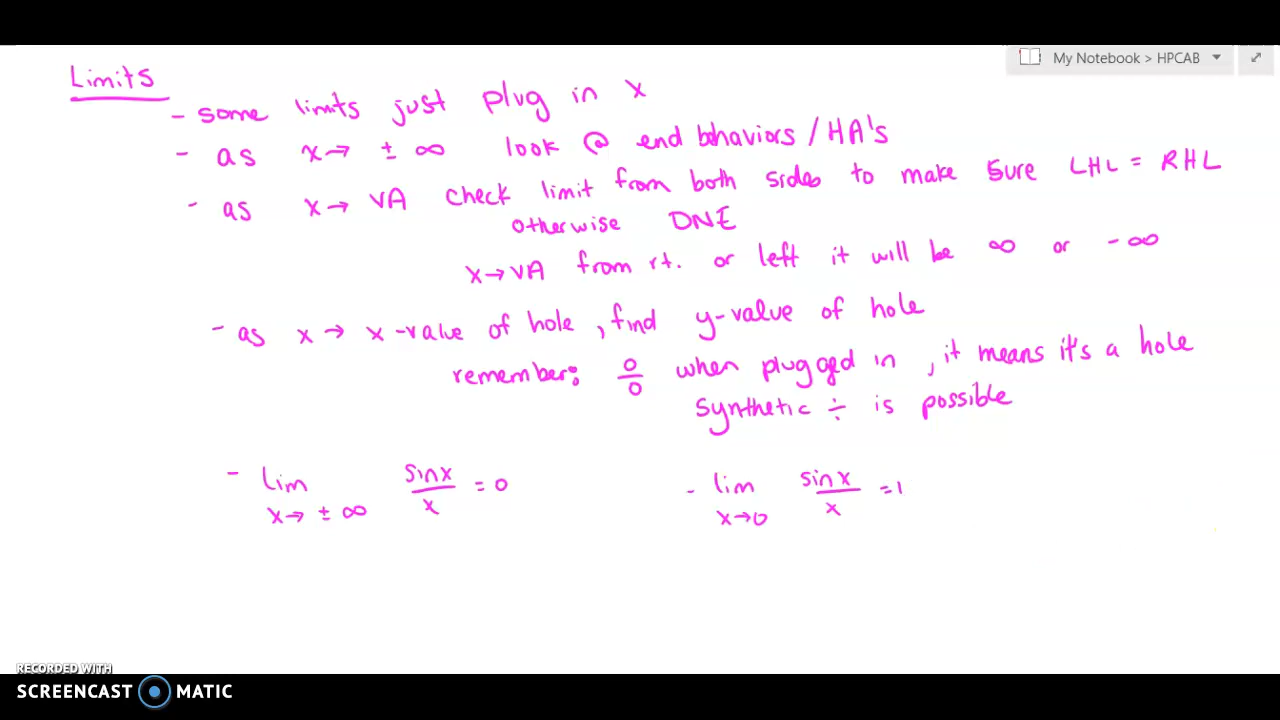 Limits
My Notebook > HPCAB
- some limits just plug in x
- as x→ ± ∞ look @ end behaviors / HA's
- as x→ VA check limit from both sides to make sure LHL = RHL
otherwise DNE
x→VA from rt. or left it will be ∞ or -∞
- as x → x-value of hole, find y-value of hole
remember: 0/0 when plugged in, it means it's a hole
synthetic ÷ is possible
- lim x→ ± ∞ sinx/x = 0
- lim x→0 sinx/x = 1
RECORDED WITH
SCREENCAST MATIC